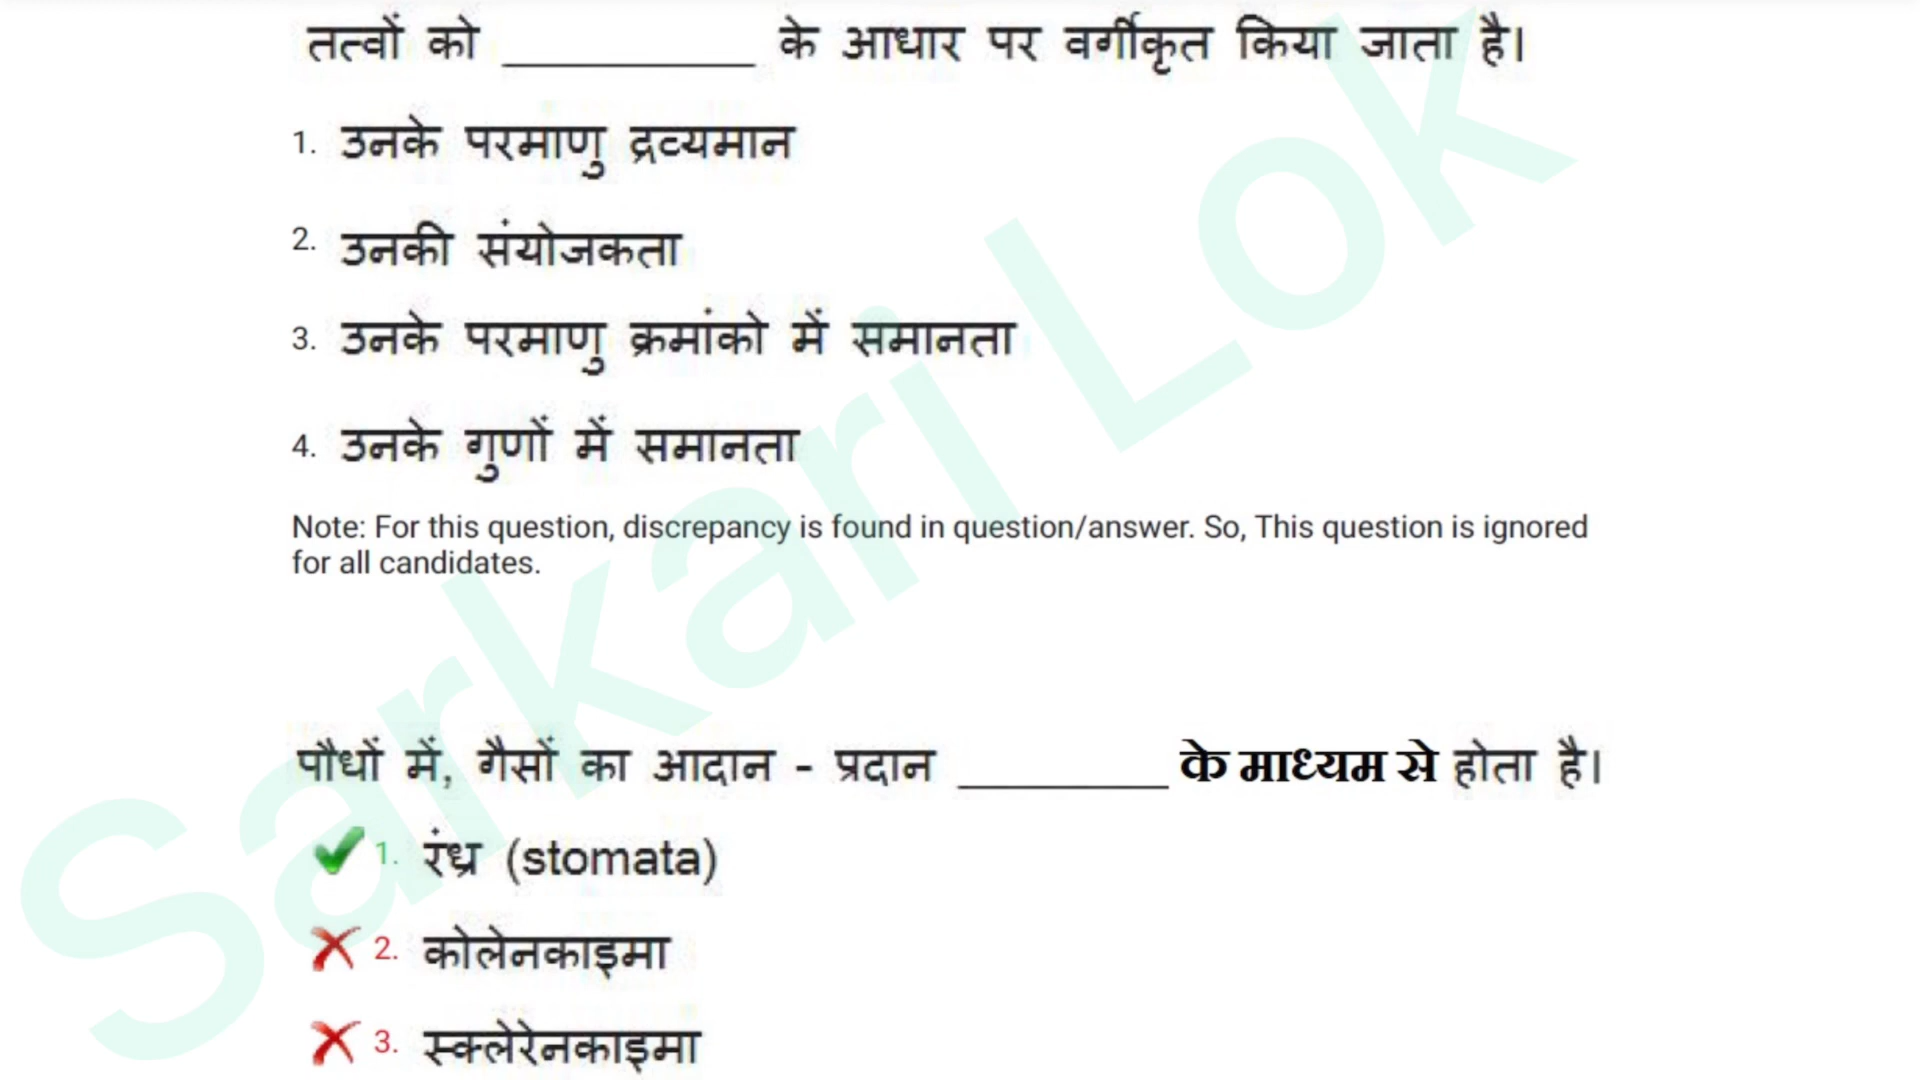 तत्वों को __________ के आधार पर वर्गीकृत किया जाता है।
1. उनके परमाणु द्रव्यमान
2. उनकी संयोजकता
3. उनके परमाणु क्रमांको में समानता
4. उनके गुणों में समानता
Note: For this question, discrepancy is found in question/answer. So, This question is ignored
for all candidates.
पौधों में, गैसों का आदान - प्रदान ________ के माध्यम से होता है।
1. रंध्र (stomata)
2. कोलेनकाइमा
3. स्क्लेरेनकाइमा
Sarkari Lok